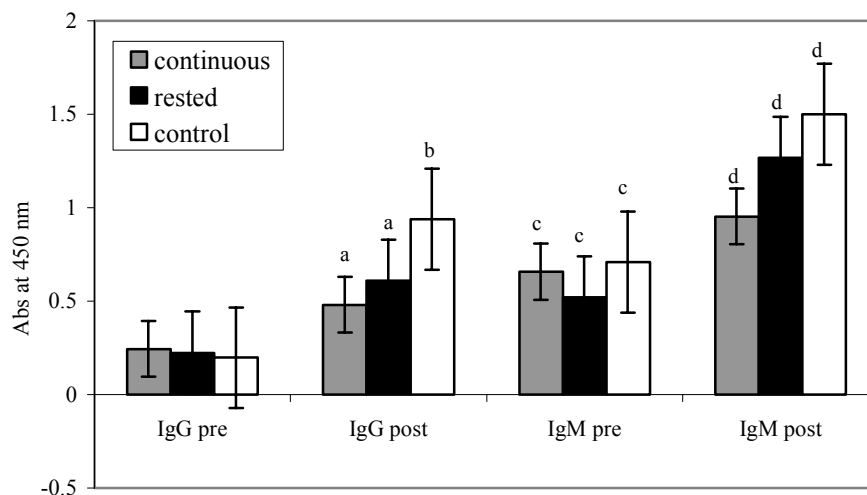 2
continuous
rested
control
1.5
1
0.5
0
-0.5
Abs at 450 nm
a
a
b
c
c
c
d
d
d
IgG pre
IgG post
IgM pre
IgM post